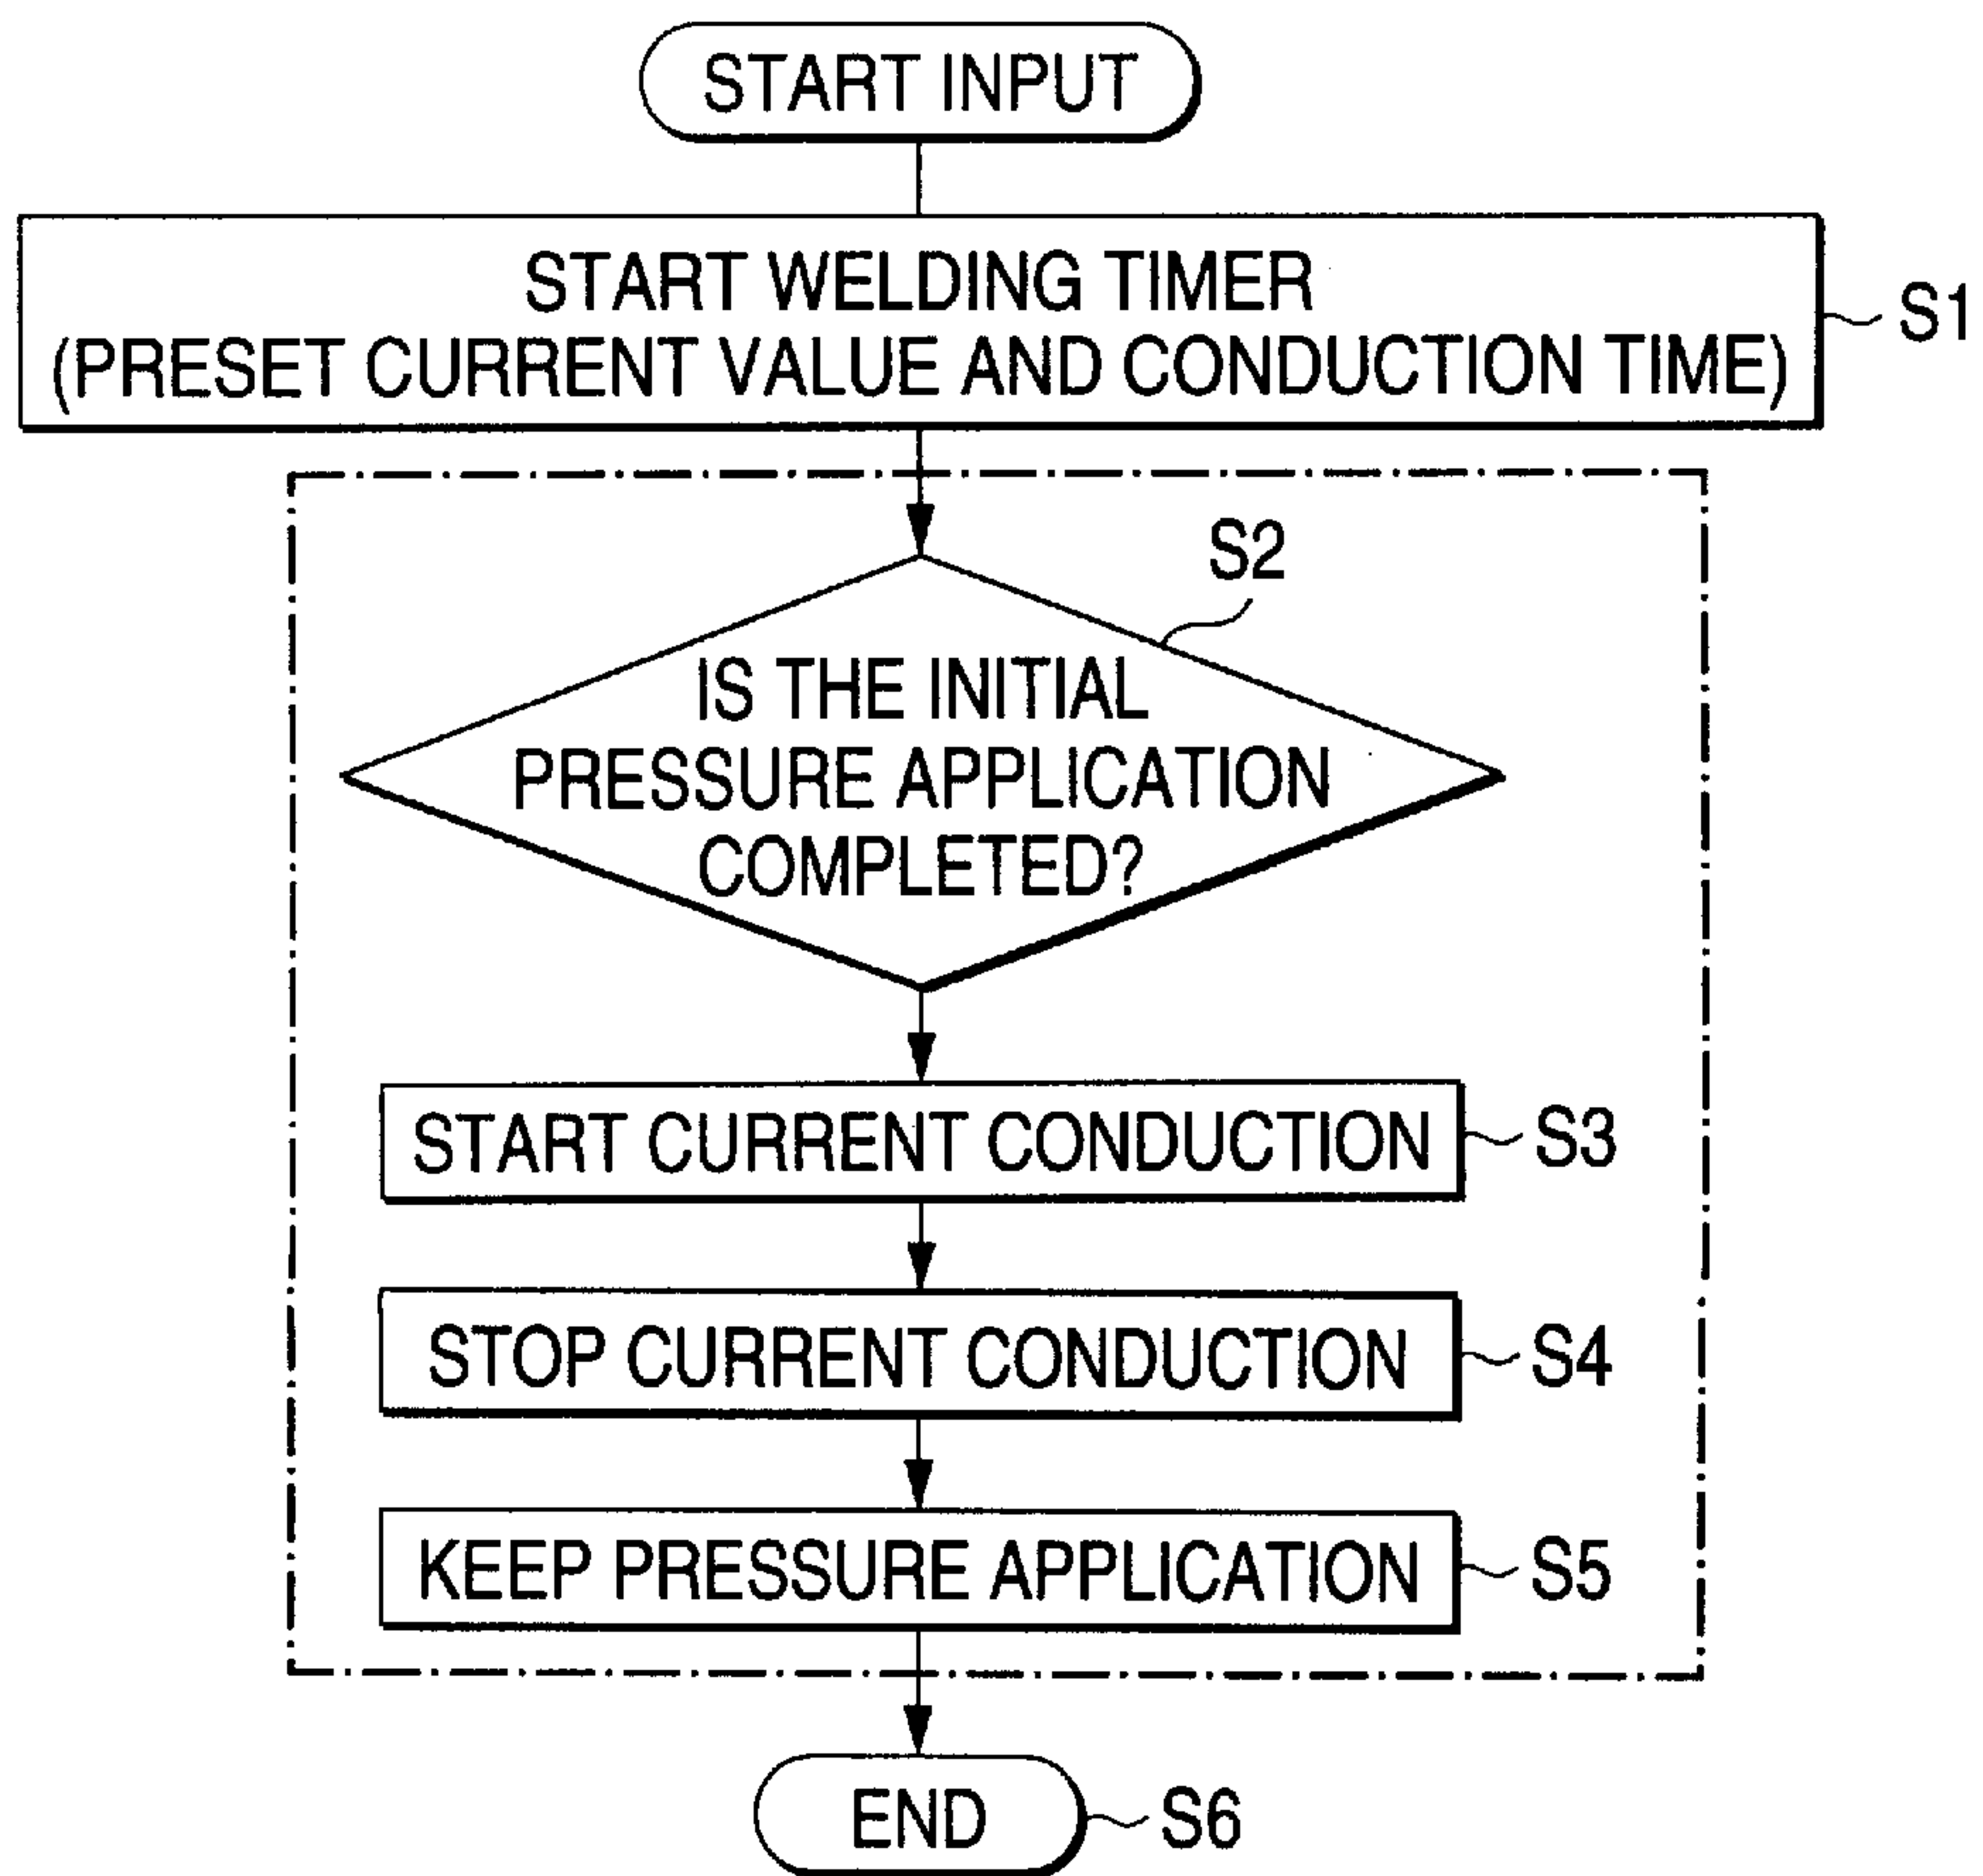 START INPUT
START WELDING TIMER
(PRESET CURRENT VALUE AND CONDUCTION TIME)
S1
S2
IS THE INITIAL
PRESSURE APPLICATION
COMPLETED?
START CURRENT CONDUCTION
S3
STOP CURRENT CONDUCTION
S4
KEEP PRESSURE APPLICATION
S5
END
S6